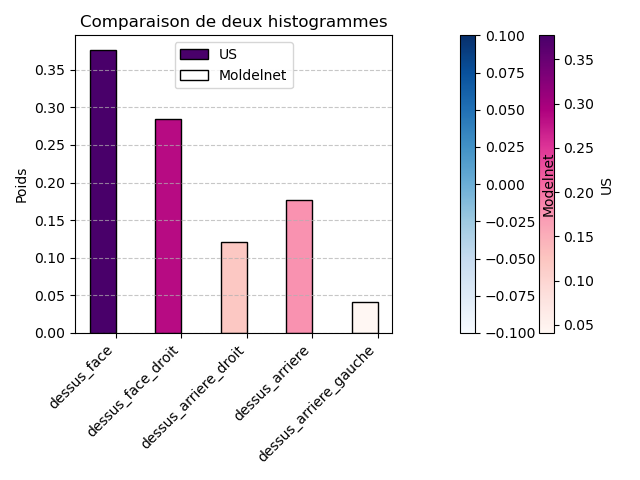 Comparaison de deux histogrammes
US
Moldelnet
Poids
0.35
0.30
0.25
0.20
0.15
0.10
0.05
0.00
dessus_face
dessus_face_droit
dessus_arriere_droit
dessus_arriere
dessus_arriere_gauche
0.100
0.075
0.050
0.025
0.000
−0.025
−0.050
−0.075
−0.100
Modelnet
0.35
0.30
0.25
0.20
0.15
0.10
0.05
US